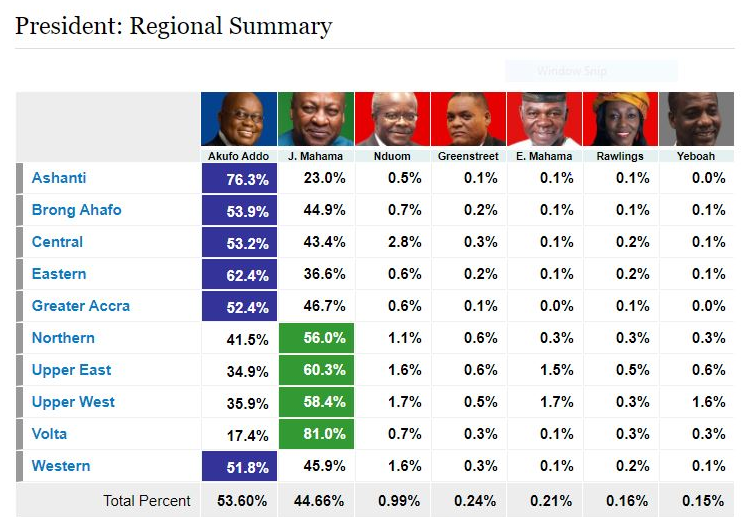 President: Regional Summary
Window Snip
Akufo Addo J. Mahama Nduom Greenstreet E. Mahama Rawlings Yeboah
Ashanti 76.3% 23.0% 0.5% 0.1% 0.1% 0.1% 0.0%
Brong Ahafo 53.9% 44.9% 0.7% 0.2% 0.1% 0.1% 0.1%
Central 53.2% 43.4% 2.8% 0.3% 0.1% 0.2% 0.1%
Eastern 62.4% 36.6% 0.6% 0.2% 0.1% 0.2% 0.1%
Greater Accra 52.4% 46.7% 0.6% 0.1% 0.0% 0.1% 0.0%
Northern 41.5% 56.0% 1.1% 0.6% 0.3% 0.3% 0.3%
Upper East 34.9% 60.3% 1.6% 0.6% 1.5% 0.5% 0.6%
Upper West 35.9% 58.4% 1.7% 0.5% 1.7% 0.3% 1.6%
Volta 17.4% 81.0% 0.7% 0.3% 0.1% 0.3% 0.3%
Western 51.8% 45.9% 1.6% 0.3% 0.1% 0.2% 0.1%
Total Percent 53.60% 44.66% 0.99% 0.24% 0.21% 0.16% 0.15%